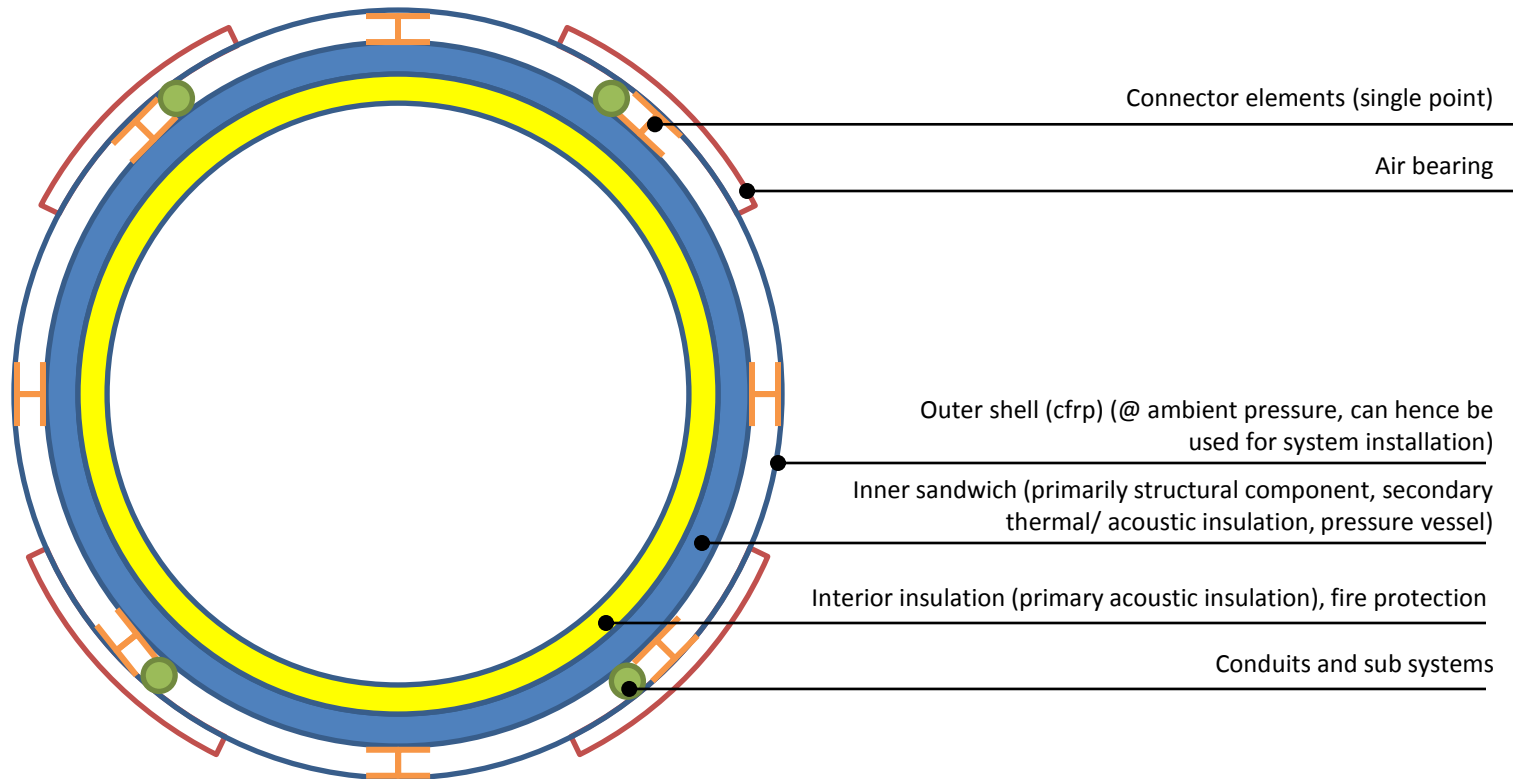 Connector elements (single point)
Air bearing
Outer shell (cfrp) (@ ambient pressure, can hence be
used for system installation)
Inner sandwich (primarily structural component, secondary
thermal/ acoustic insulation, pressure vessel)
Interior insulation (primary acoustic insulation), fire protection
Conduits and sub systems